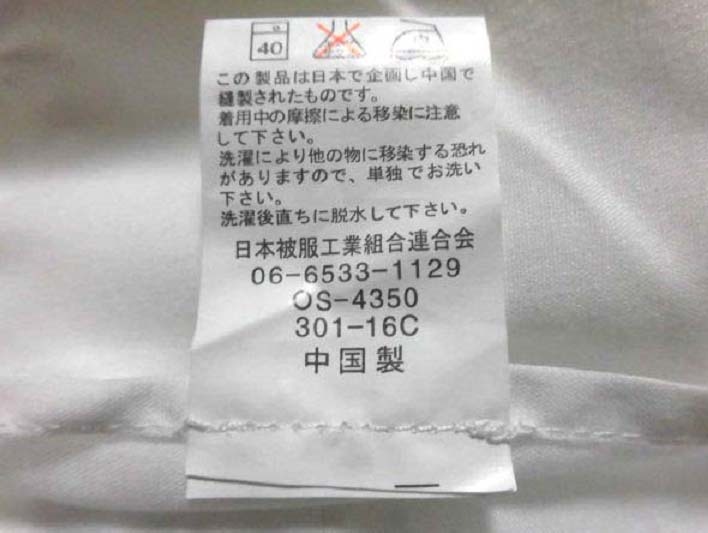 40
この製品は日本で企画し中国で
縫製されたものです。
着用中の摩擦による移染に注意
して下さい。
洗濯により他の物に移染する恐れ
がありますので、単独でお洗い
下さい。
洗濯後直ちに脱水して下さい。
日本被服工業組合連合会
06-6533-1129
OS-4350
301-16C
中国製